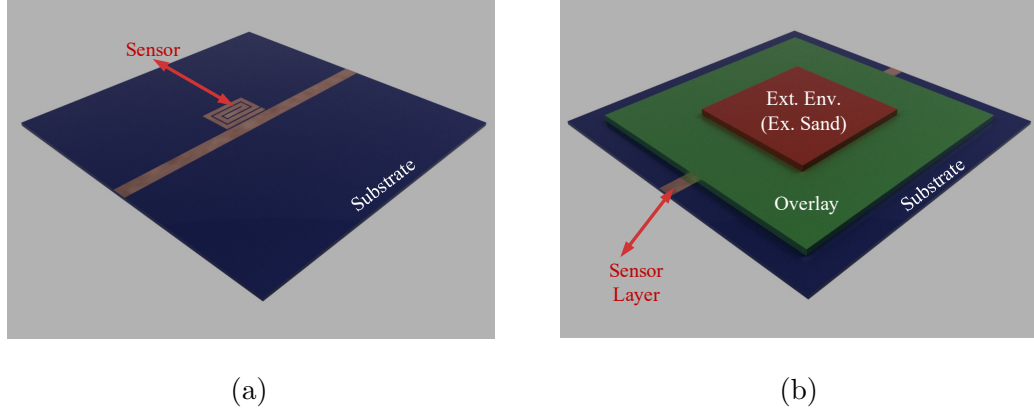 Sensor
Substrate
(a)
Ext. Env.
(Ex. Sand)
Overlay
Substrate
Sensor
Layer
(b)